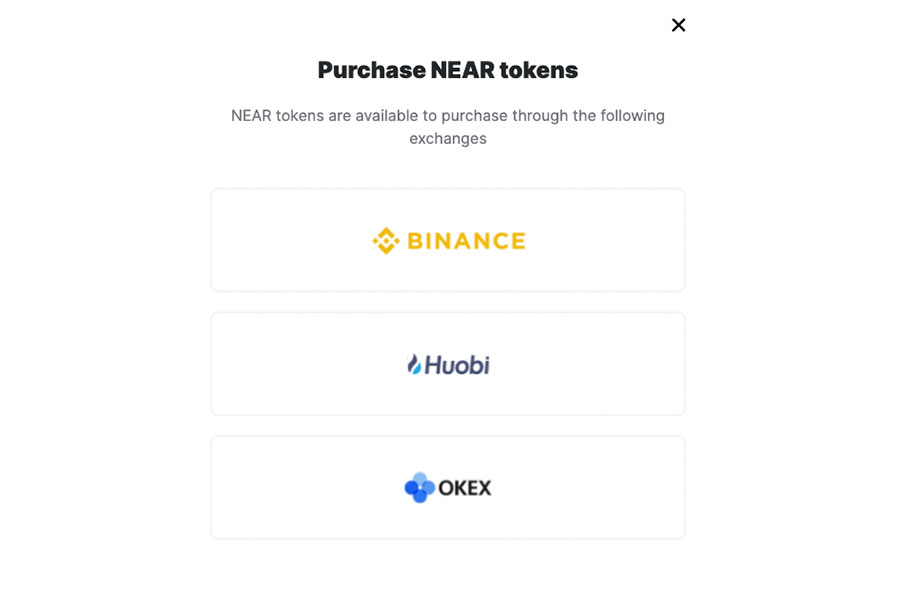 Purchase NEAR tokens
NEAR tokens are available to purchase through the following
exchanges
BINANCE
Huobi
OKEX